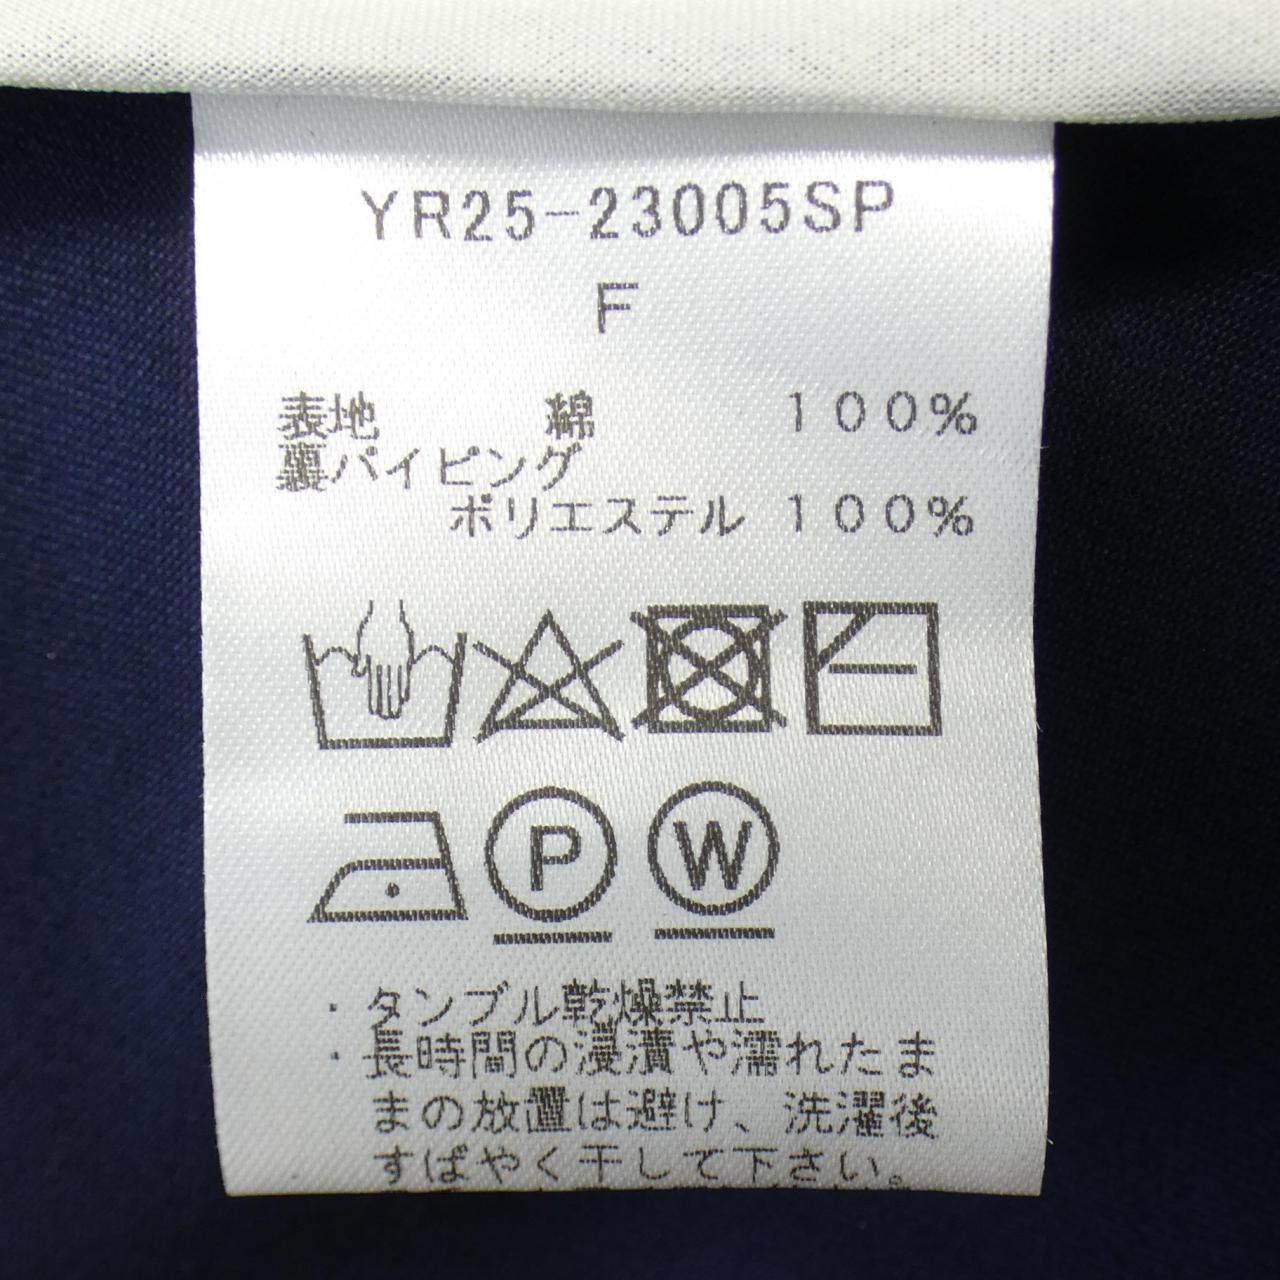 YR25-23005SP
F
表地 綿 100%
裏パイピング
ポリエステル 100%
P W
・タンブル乾燥禁止
・長時間の浸漬や濡れたま
まの放置は避け、洗濯後
すばやく干して下さい。